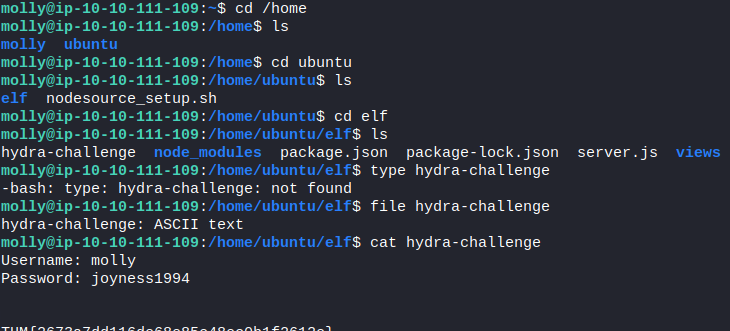 molly@ip-10-10-111-109:~$ cd /home
molly@ip-10-10-111-109:/home$ ls
molly ubuntu
molly@ip-10-10-111-109:/home$ cd ubuntu
molly@ip-10-10-111-109:/home/ubuntu$ ls
elf nodesource_setup.sh
molly@ip-10-10-111-109:/home/ubuntu$ cd elf
molly@ip-10-10-111-109:/home/ubuntu/elf$ ls
hydra-challenge node_modules package.json package-lock.json server.js views
molly@ip-10-10-111-109:/home/ubuntu/elf$ type hydra-challenge
-bash: type: hydra-challenge: not found
molly@ip-10-10-111-109:/home/ubuntu/elf$ file hydra-challenge
hydra-challenge: ASCII text
molly@ip-10-10-111-109:/home/ubuntu/elf$ cat hydra-challenge
Username: molly
Password: joyness1994